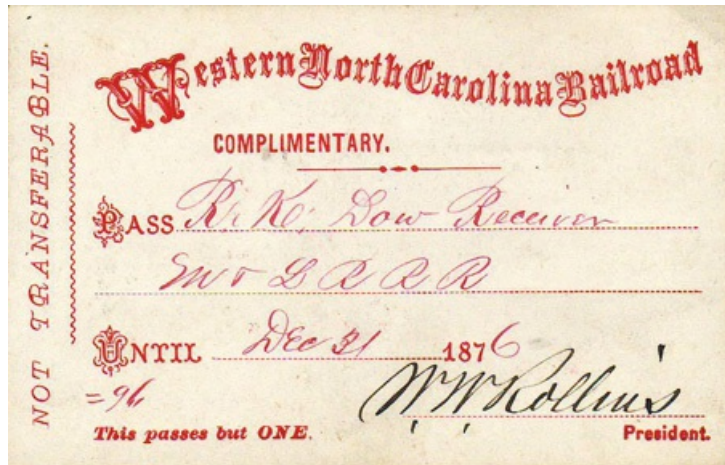 Western North Carolina Railroad
COMPLIMENTARY.
PASS R. K. Dow Receiver
R R R
UNTIL Dec 31 1876
=96
W. W. Rollins
This passes but ONE. President.
NOT TRANSFERABLE.